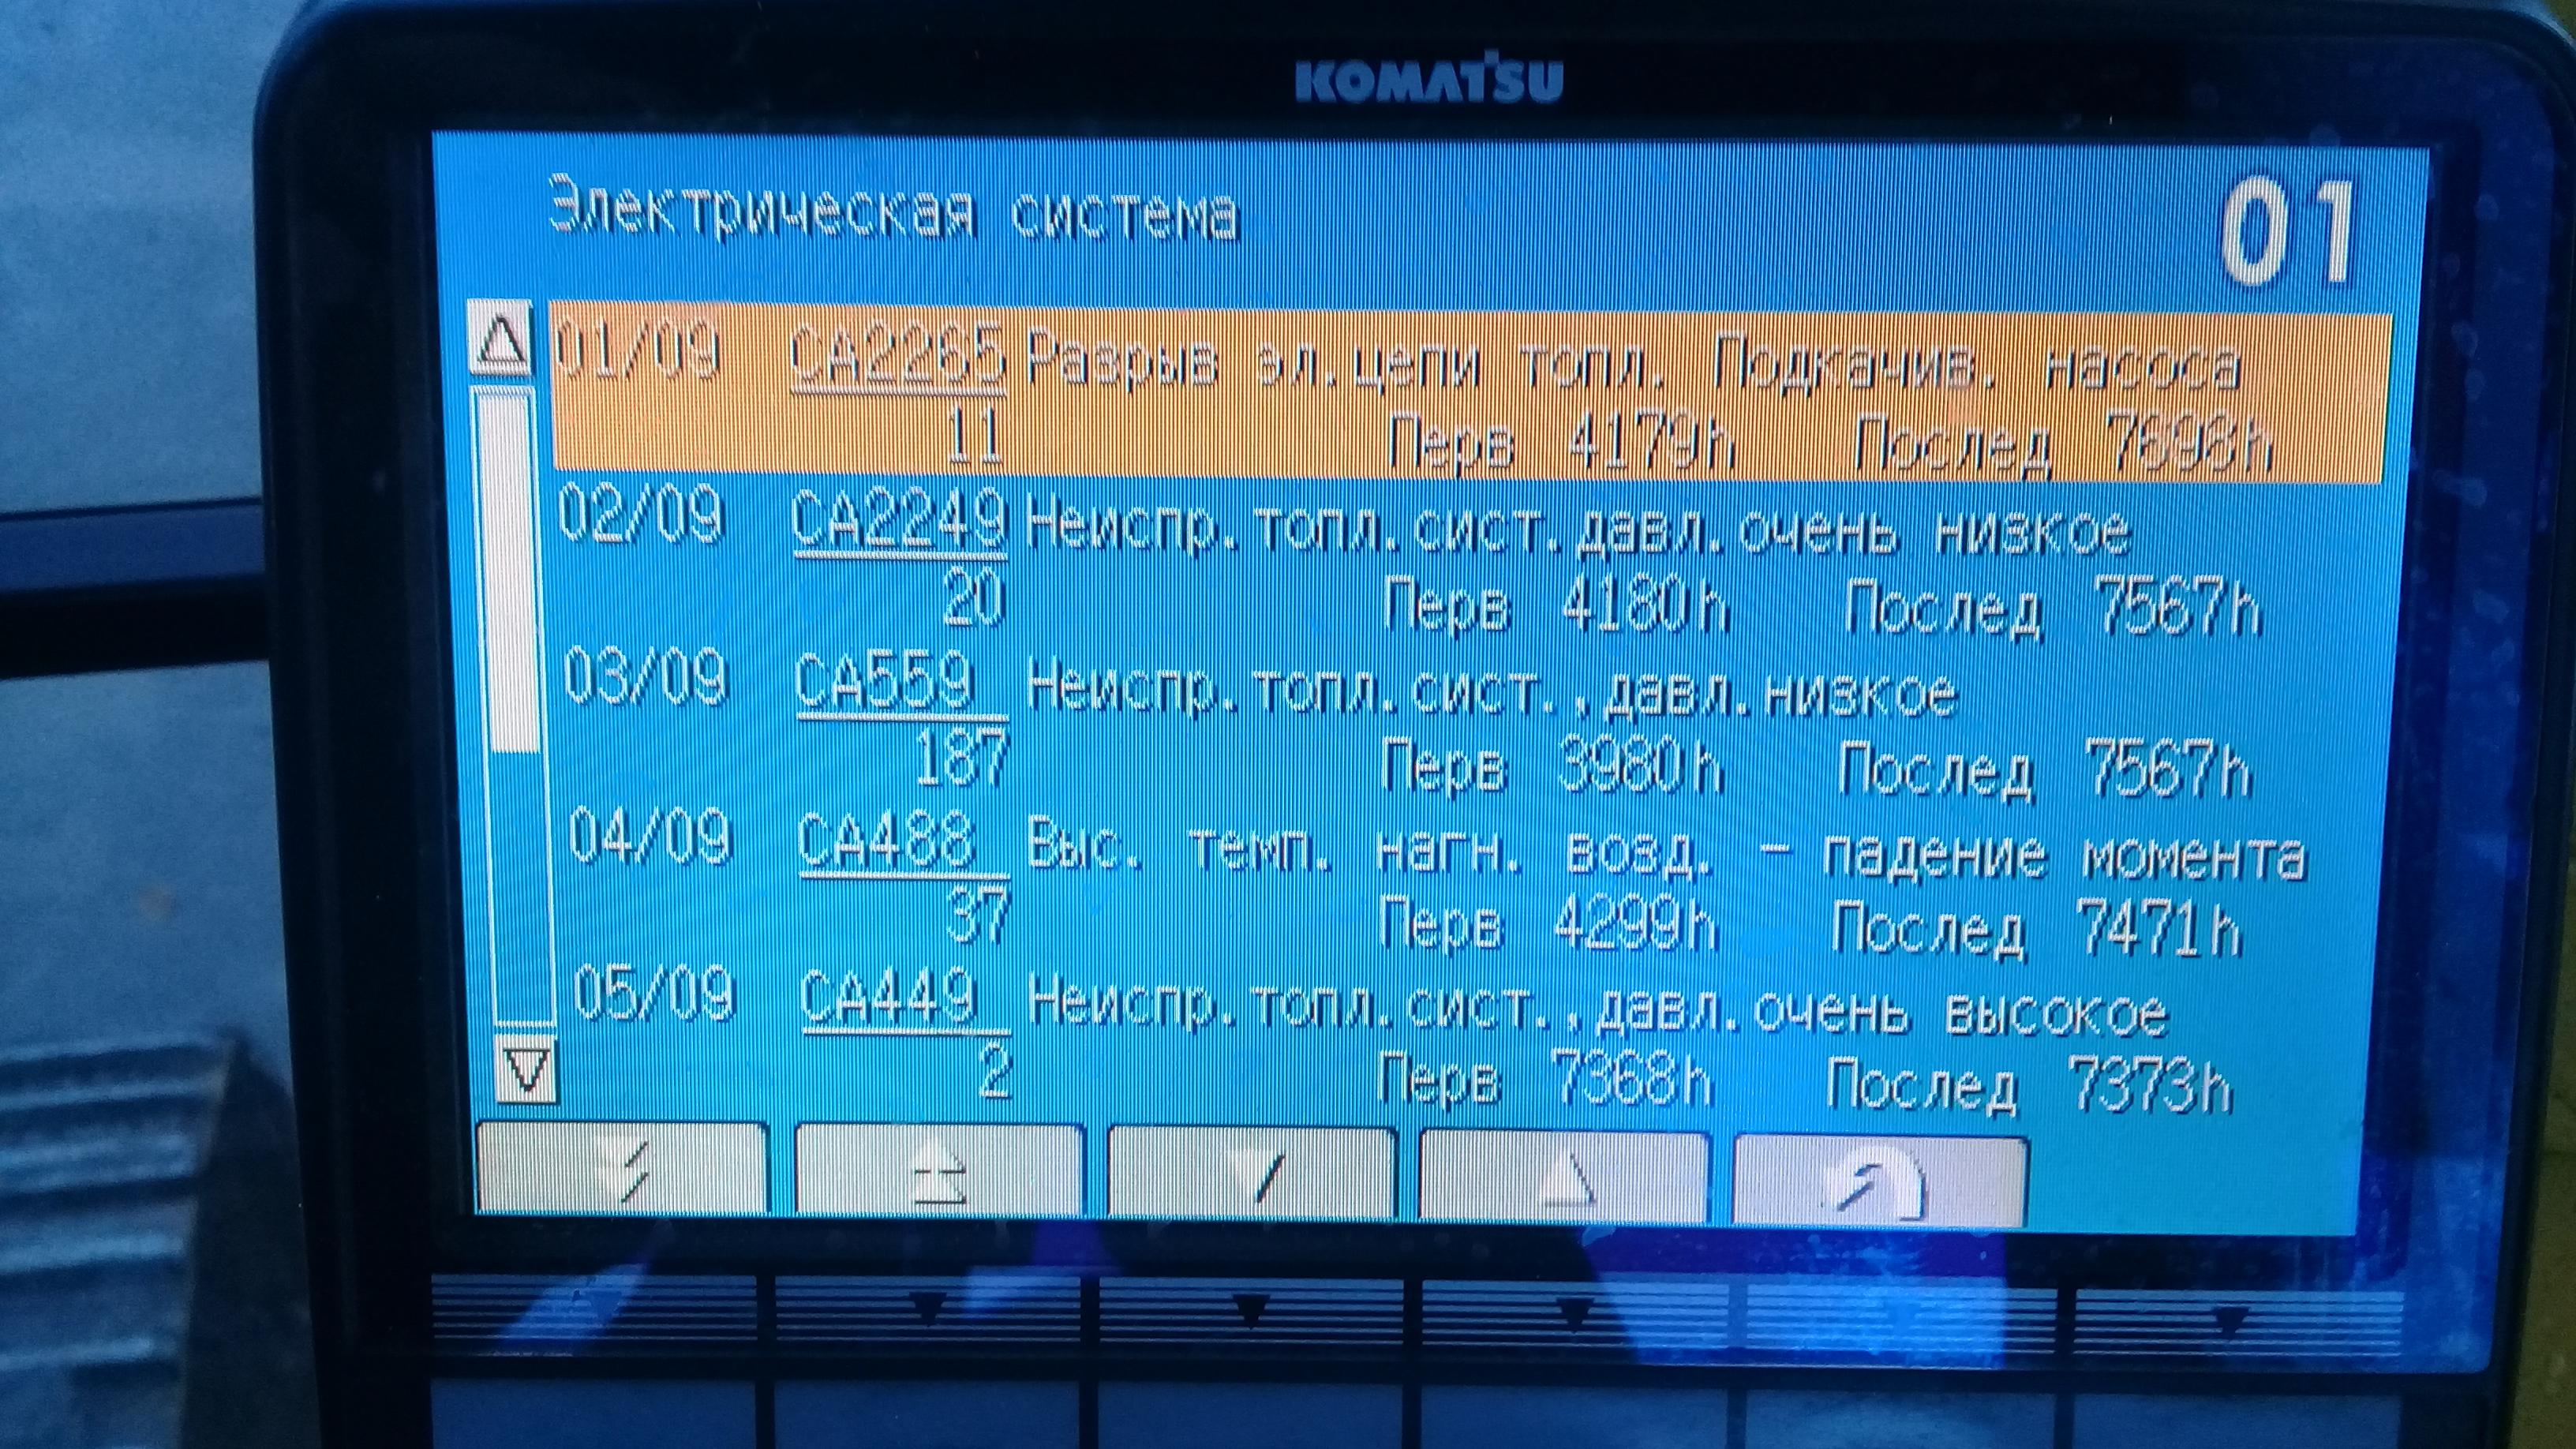 KOMATSU
Электрическая система 01
01/09 CA2265 Разрыв эл.цепи топл. Подкачив. насоса
11 Перв 4179h Послед 7698h
02/09 CA2249 Неиспр.топл.сист.давл.очень низкое
20 Перв 4180h Послед 7567h
03/09 CA559 Неиспр.топл.сист.,давл.низкое
187 Перв 3980h Послед 7567h
04/09 CA488 Выс. темп. нагн. возд. - падение момента
37 Перв 4299h Послед 7471h
05/09 CA449 Неиспр.топл.сист.,давл.очень высокое
2 Перв 7368h Послед 7373h